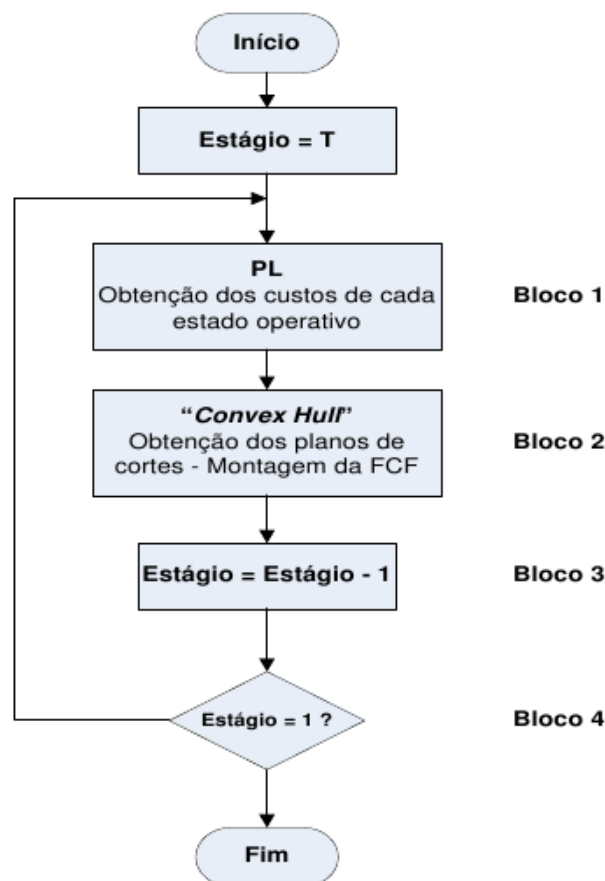 Início
Estágio = T
PL
Obtenção dos custos de cada
estado operativo
Bloco 1
“Convex Hull”
Obtenção dos planos de
cortes - Montagem da FCF
Bloco 2
Estágio = Estágio - 1
Bloco 3
Estágio = 1 ?
Bloco 4
Fim